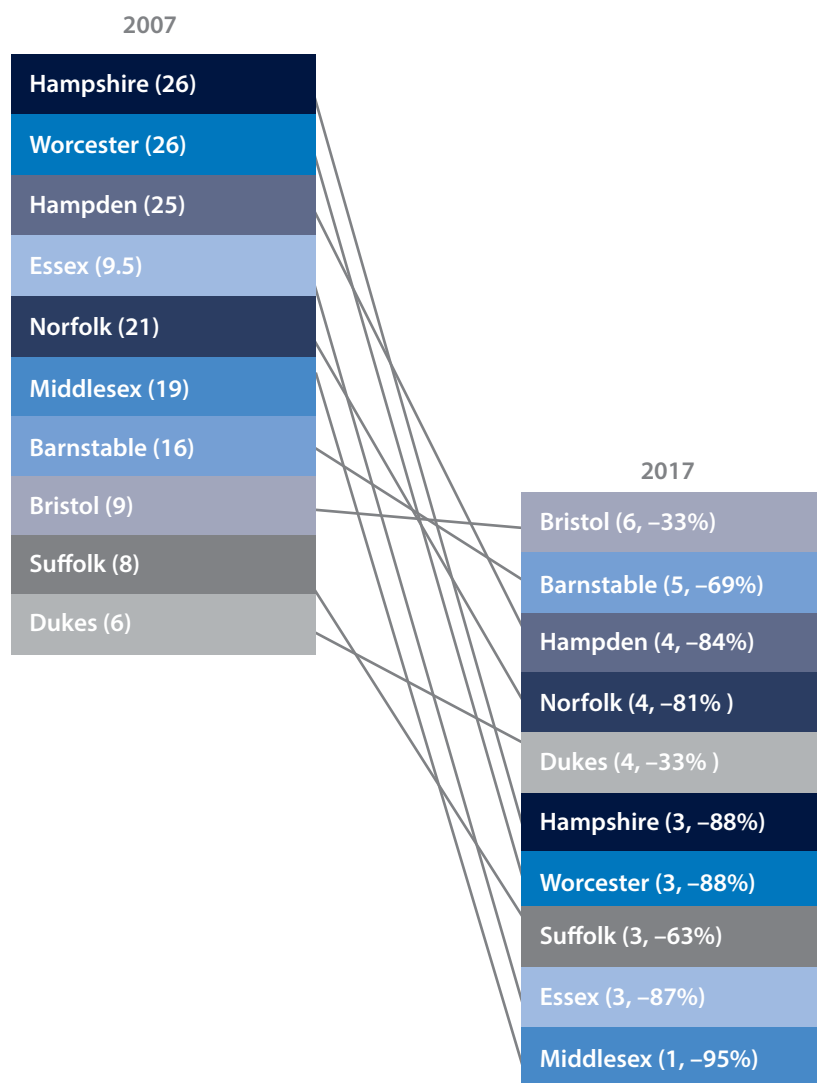 2007
Hampshire (26)
Worcester (26)
Hampden (25)
Essex (9.5)
Norfolk (21)
Middlesex (19)
Barnstable (16)
Bristol (9)
Suffolk (8)
Dukes (6)
2017
Bristol (6, –33%)
Barnstable (5, –69%)
Hampden (4, –84%)
Norfolk (4, –81% )
Dukes (4, –33% )
Hampshire (3, –88%)
Worcester (3, –88%)
Suffolk (3, –63%)
Essex (3, –87%)
Middlesex (1, –95%)